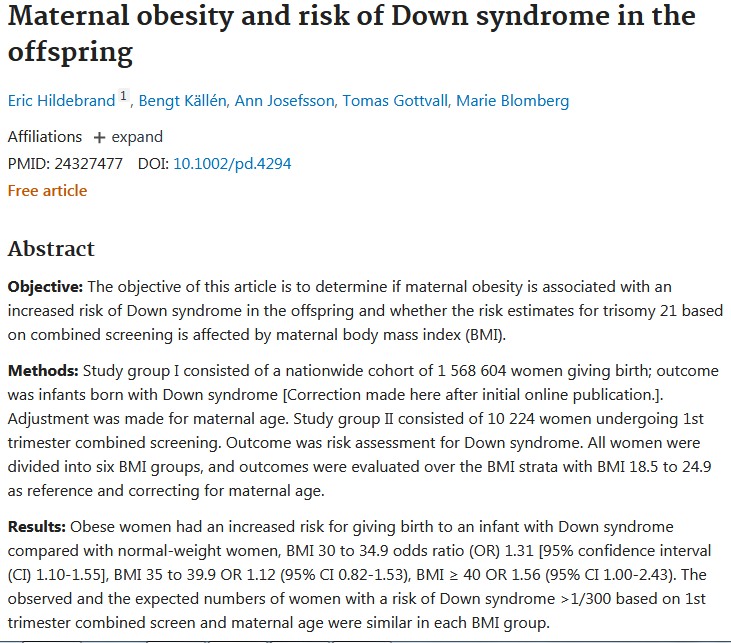 Maternal obesity and risk of Down syndrome in the
offspring
Eric Hildebrand 1 , Bengt Källén, Ann Josefsson, Tomas Gottvall, Marie Blomberg
Affiliations + expand
PMID: 24327477 DOI: 10.1002/pd.4294
Free article
Abstract
Objective: The objective of this article is to determine if maternal obesity is associated with an
increased risk of Down syndrome in the offspring and whether the risk estimates for trisomy 21 based
on combined screening is affected by maternal body mass index (BMI).
Methods: Study group I consisted of a nationwide cohort of 1 568 604 women giving birth; outcome
was infants born with Down syndrome [Correction made here after initial online publication.].
Adjustment was made for maternal age. Study group II consisted of 10 224 women undergoing 1st
trimester combined screening. Outcome was risk assessment for Down syndrome. All women were
divided into six BMI groups, and outcomes were evaluated over the BMI strata with BMI 18.5 to 24.9
as reference and correcting for maternal age.
Results: Obese women had an increased risk for giving birth to an infant with Down syndrome
compared with normal-weight women, BMI 30 to 34.9 odds ratio (OR) 1.31 [95% confidence interval
(CI) 1.10-1.55], BMI 35 to 39.9 OR 1.12 (95% CI 0.82-1.53), BMI ≥ 40 OR 1.56 (95% CI 1.00-2.43). The
observed and the expected numbers of women with a risk of Down syndrome >1/300 based on 1st
trimester combined screen and maternal age were similar in each BMI group.